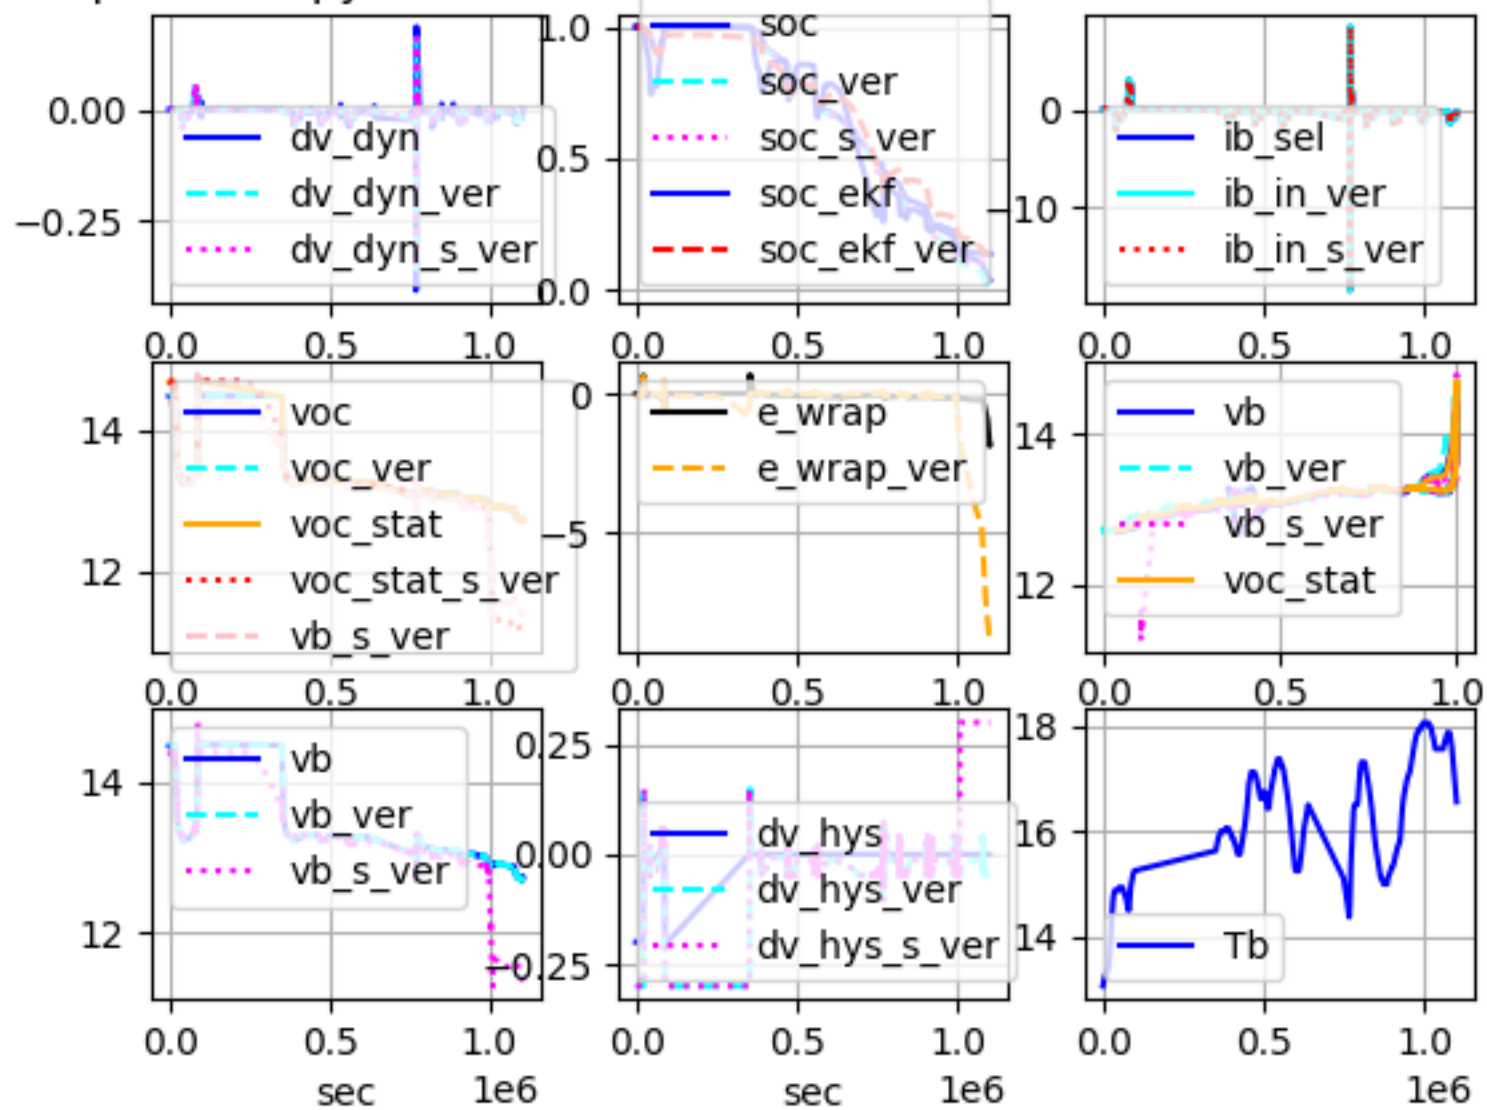 0.00
−0.25
dv_dyn
dv_dyn_ver
dv_dyn_s_ver
0.0 0.5 1.0
1.0
0.5
0.0
soc
soc_ver
soc_s_ver
soc_ekf
soc_ekf_ver
0.0 0.5 1.0
0
−10
ib_sel
ib_in_ver
ib_in_s_ver
0.0 0.5 1.0
14
12
voc
voc_ver
voc_stat
voc_stat_s_ver
vb_s_ver
0.0 0.5 1.0
0
−5
e_wrap
e_wrap_ver
0.0 0.5 1.0
14
12
vb
vb_ver
vb_s_ver
voc_stat
0.0 0.5 1.0
14
12
vb
vb_ver
vb_s_ver
0.0 0.5 1.0
sec 1e6
0.25
0.00
−0.25
dv_hys
dv_hys_ver
dv_hys_s_ver
0.0 0.5 1.0
sec 1e6
18
16
14
Tb
0.0 0.5 1.0
1e6